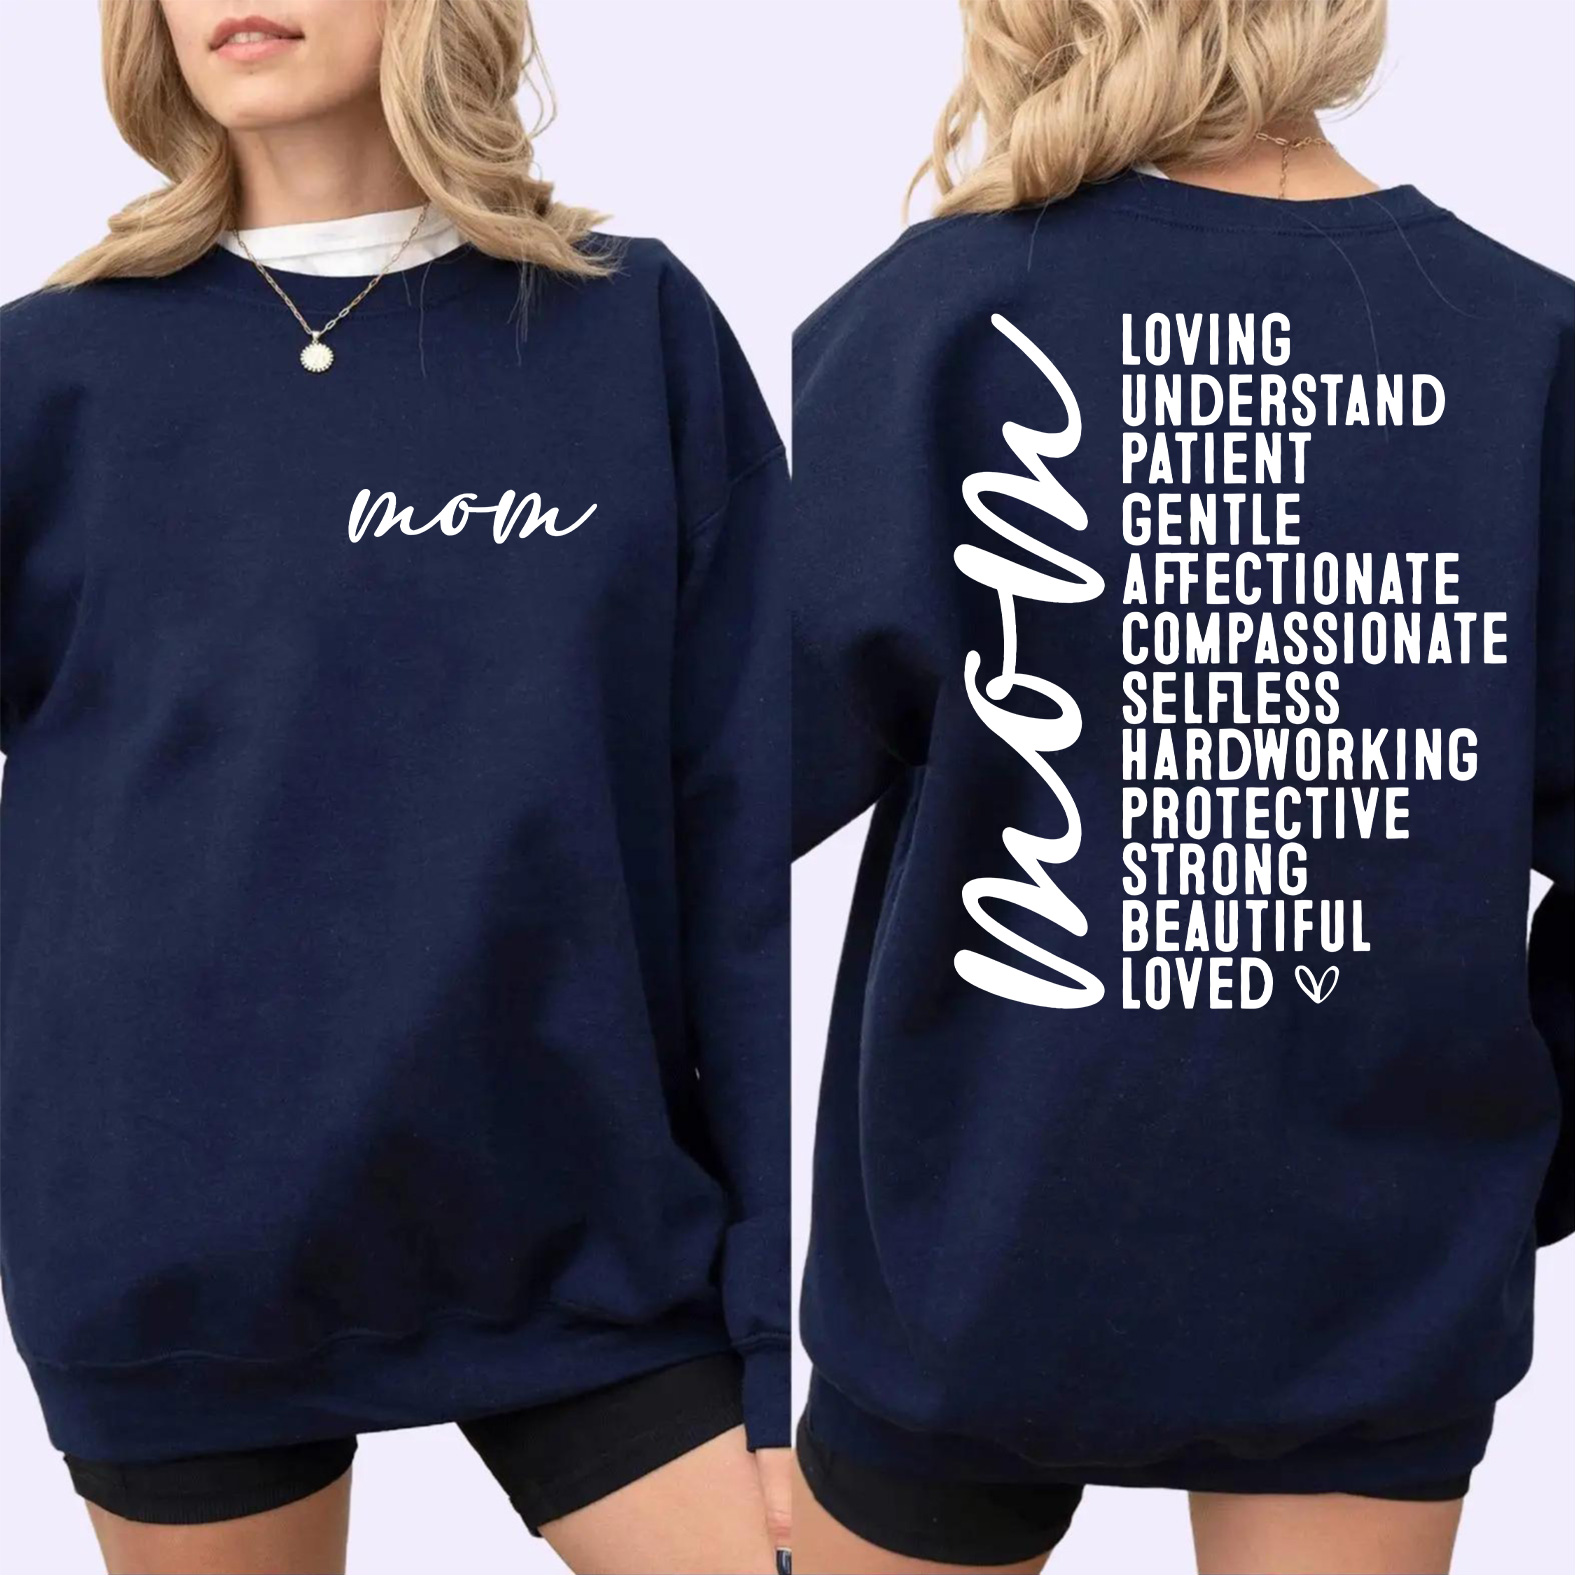 mom
mom
LOVING
UNDERSTAND
PATIENT
GENTLE
AFFECTIONATE
COMPASSIONATE
SELFLESS
HARDWORKING
PROTECTIVE
STRONG
BEAUTIFUL
LOVED